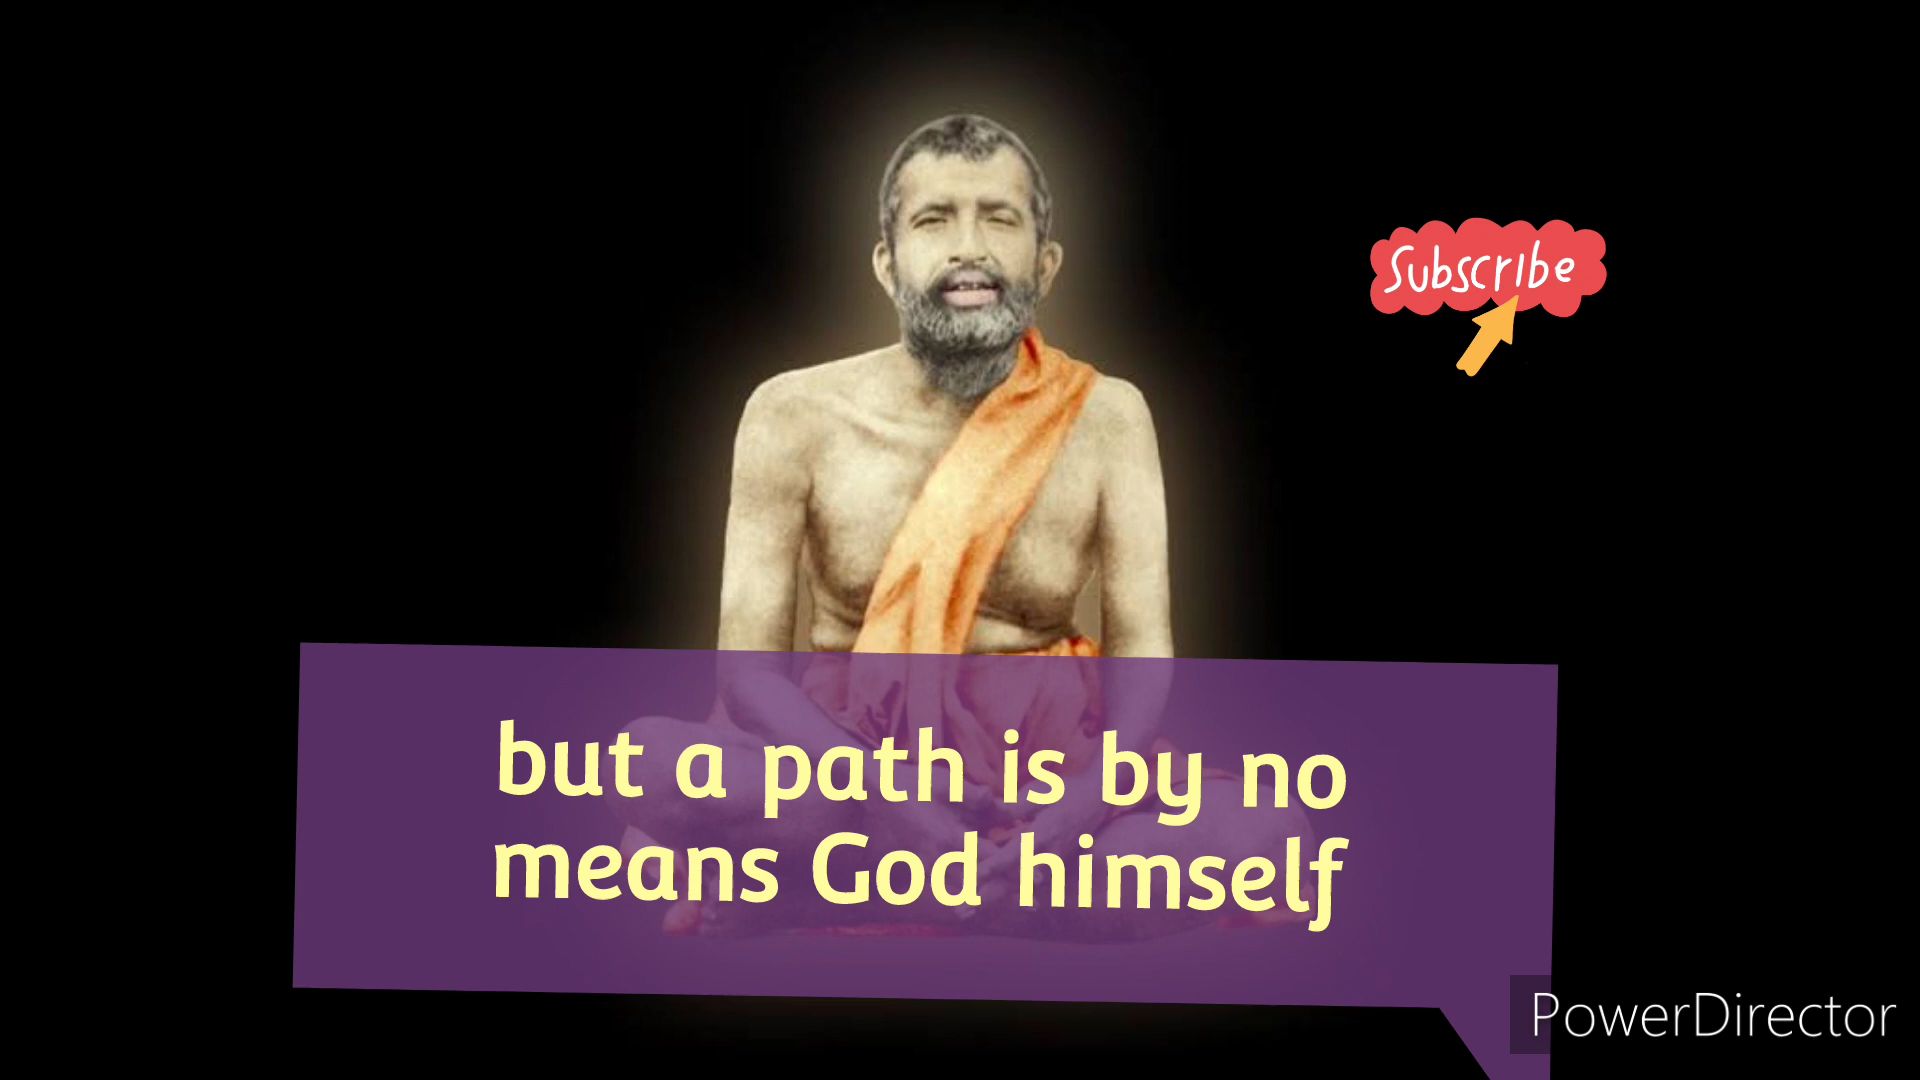 Subscribe
but a path is by no
means God himself
PowerDirector